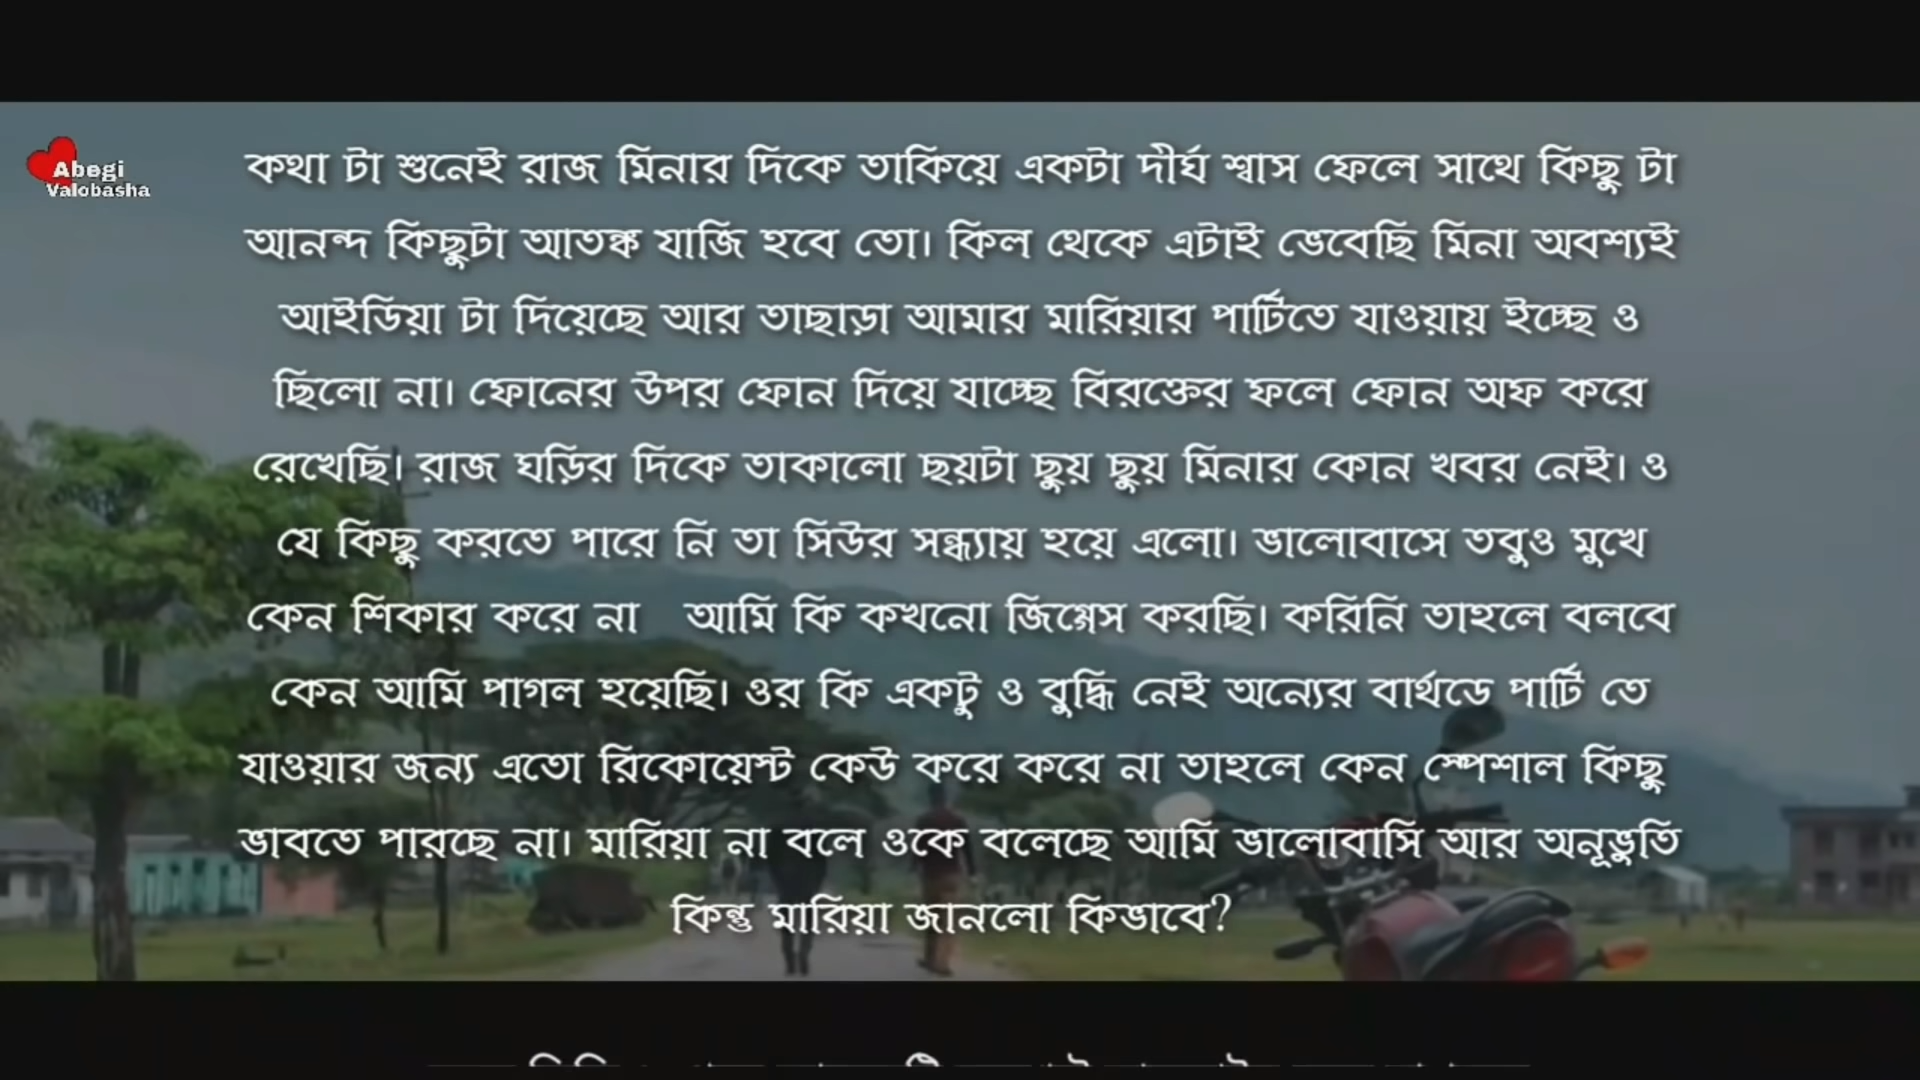 Abegi
Valobasha
কথা টা শুনেই রাজ মিনার দিকে তাকিয়ে একটা দীর্ঘ শ্বাস ফেলে সাথে কিছু টা
আনন্দ কিছুটা আতঙ্ক যাজি হবে তো। কিল থেকে এটাই ভেবেছি মিনা অবশ্যই
আইডিয়া টা দিয়েছে আর তাছাড়া আমার মারিয়ার পার্টিতে যাওয়ায় ইচ্ছে ও
ছিলো না। ফোনের উপর ফোন দিয়ে যাচ্ছে বিরক্তের ফলে ফোন অফ করে
রেখেছি। রাজ ঘড়ির দিকে তাকালো ছয়টা ছুয় ছুয় মিনার কোন খবর নেই। ও
যে কিছু করতে পারে নি তা সিউর সন্ধ্যায় হয়ে এলো। ভালোবাসে তবুও মুখে
কেন শিকার করে না আমি কি কখনো জিগ্গেস করছি। করিনি তাহলে বলবে
কেন আমি পাগল হয়েছি। ওর কি একটু ও বুদ্ধি নেই অন্যের বার্থডে পার্টি তে
যাওয়ার জন্য এতো রিকোয়েস্ট কেউ করে করে না তাহলে কেন স্পেশাল কিছু
ভাবতে পারছে না। মারিয়া না বলে ওকে বলেছে আমি ভালোবাসি আর অনূভুতি
কিন্তু মারিয়া জানলো কিভাবে?